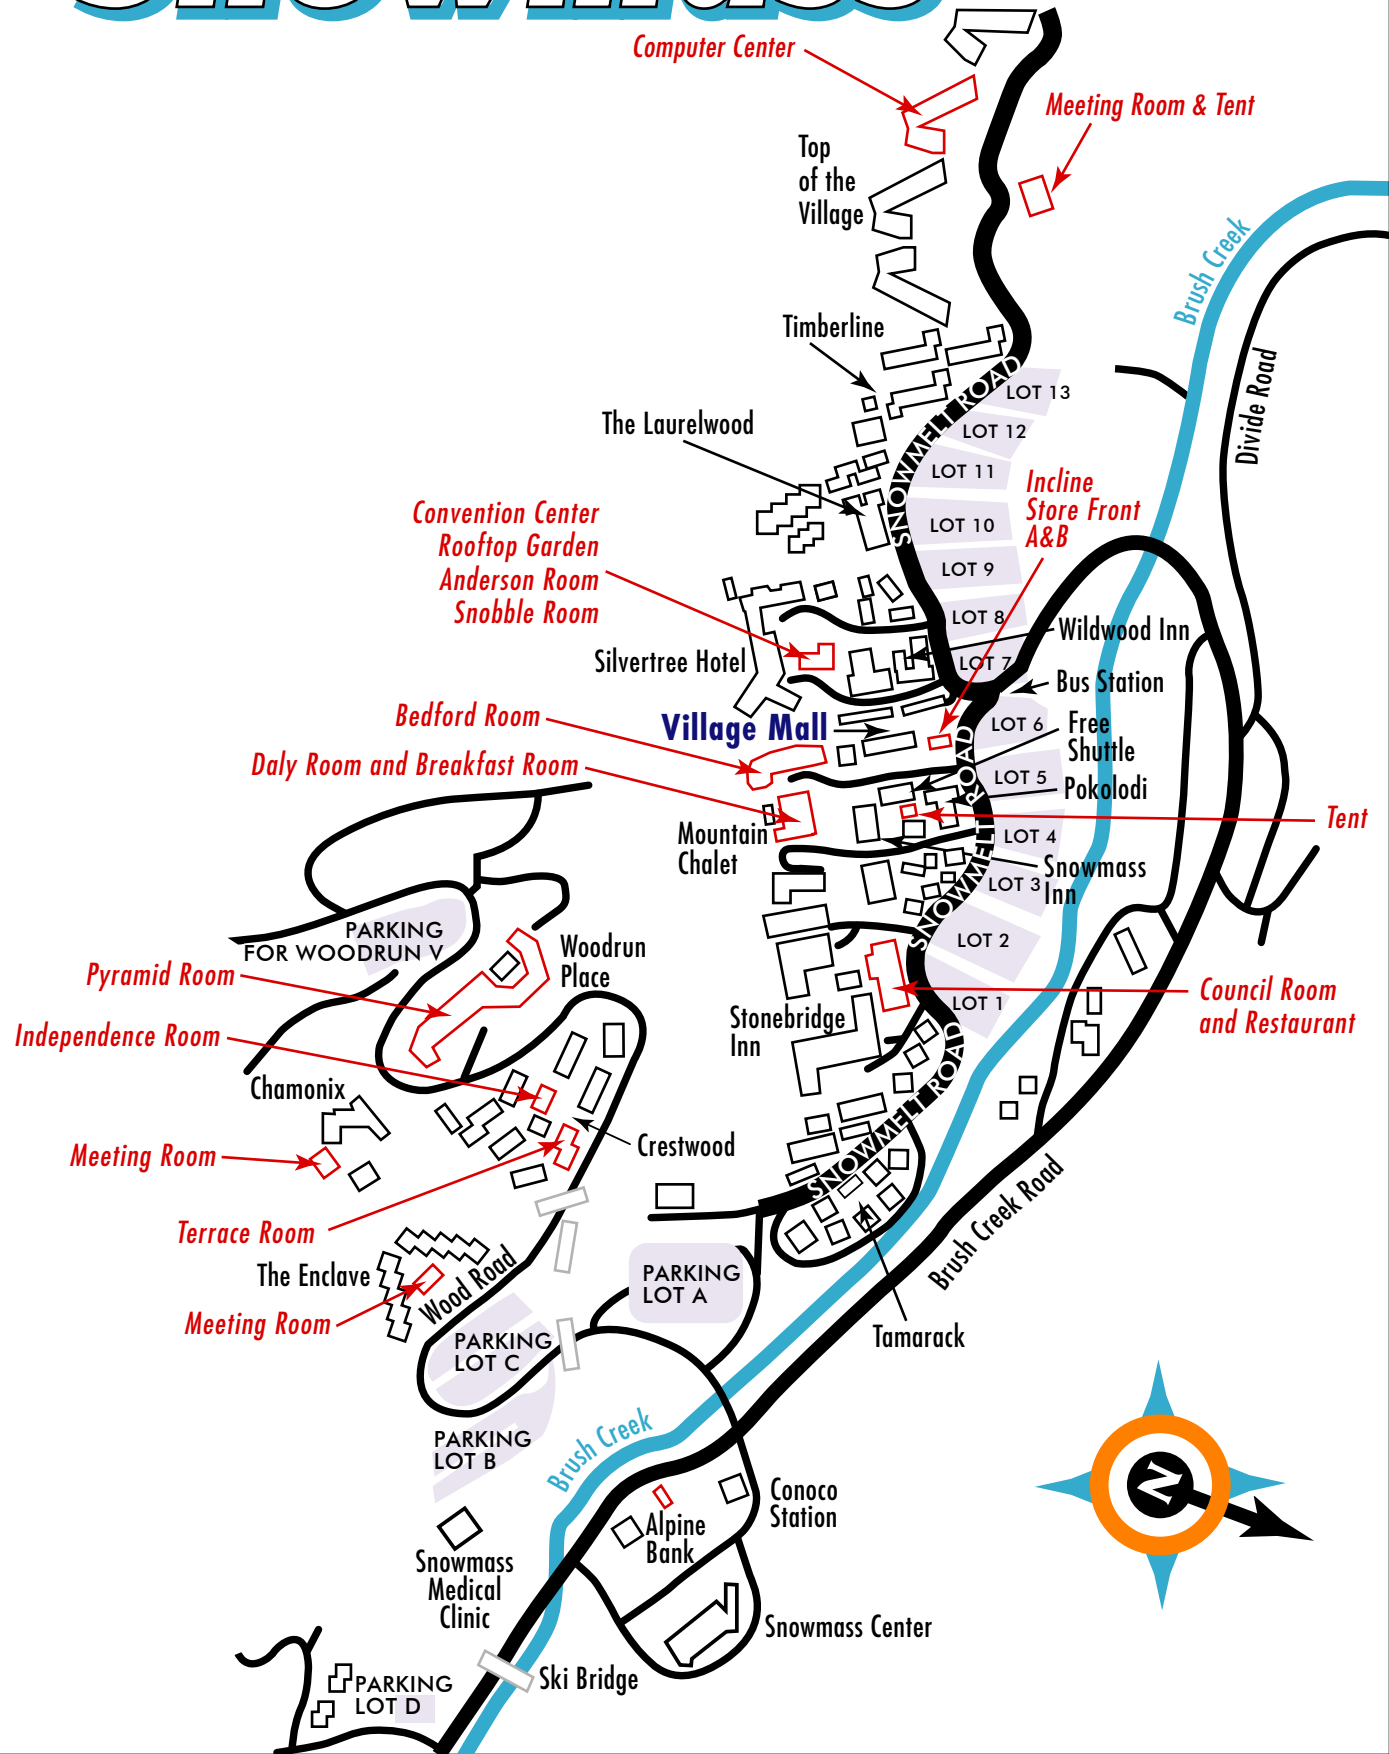 Snowmass
Computer Center
Meeting Room & Tent
Top
of the
Village
Brush Creek
Timberline
Divide Road
SNOWMELT ROAD
LOT 13
The Laurelwood
LOT 12
LOT 11
Incline
Store Front
A&B
Convention Center
Rooftop Garden
Anderson Room
Snobble Room
LOT 10
LOT 9
LOT 8
Wildwood Inn
Silvertree Hotel
LOT 7
Bus Station
Bedford Room
Village Mall
LOT 6
Free
Shuttle
Daly Room and Breakfast Room
LOT 5
Pokolodi
SNOWMELT ROAD
Tent
Mountain
Chalet
LOT 4
Snowmass
Inn
LOT 3
PARKING
FOR WOODRUN V
Woodrun
Place
LOT 2
Pyramid Room
Council Room
and Restaurant
LOT 1
Stonebridge
Inn
Independence Room
Chamonix
SNOWMELT ROAD
Crestwood
Meeting Room
Terrace Room
Brush Creek Road
The Enclave
Wood Road
PARKING
LOT A
Meeting Room
Tamarack
PARKING
LOT C
PARKING
LOT B
Brush Creek
N
Conoco
Station
Alpine
Bank
Snowmass
Medical
Clinic
Snowmass Center
Ski Bridge
PARKING
LOT D